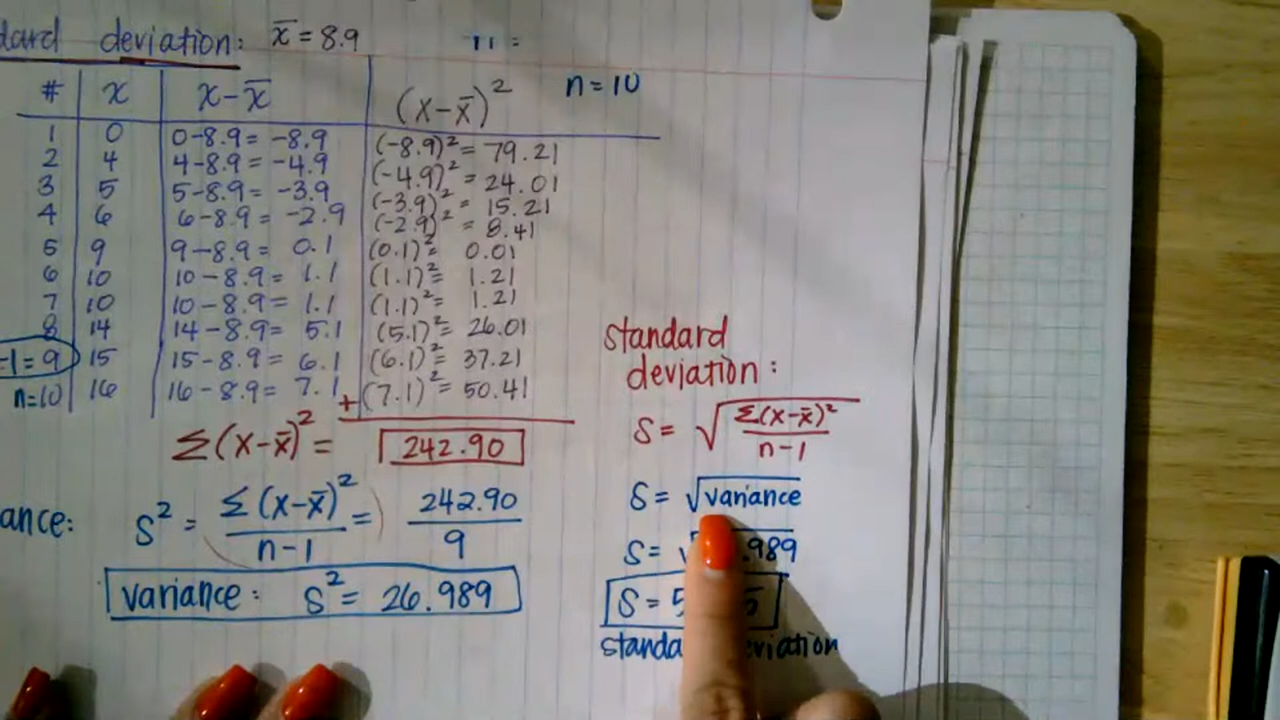 dard deviation: x̄ = 8.9
n = 10
# x x-x̄ (x-x̄)²
1 0 0-8.9= -8.9 (-8.9)²= 79.21
2 4 4-8.9= -4.9 (-4.9)²= 24.01
3 5 5-8.9= -3.9 (-3.9)²= 15.21
4 6 6-8.9= -2.9 (-2.9)²= 8.41
5 9 9-8.9= 0.1 (0.1)²= 0.01
6 10 10-8.9= 1.1 (1.1)²= 1.21
7 10 10-8.9= 1.1 (1.1)²= 1.21
8 14 14-8.9= 5.1 (5.1)²= 26.01
-1=9 15 15-8.9= 6.1 (6.1)²= 37.21
n=10 16 16-8.9= 7.1 + (7.1)²= 50.41
Σ(x-x̄)²= 242.90
ance: S² = Σ(x-x̄)²/n-1 = 242.90/9
variance: S² = 26.989
standard
deviation:
S = √Σ(x-x̄)²/n-1
S = √variance
S = √ .989
S = 5
standa eviation